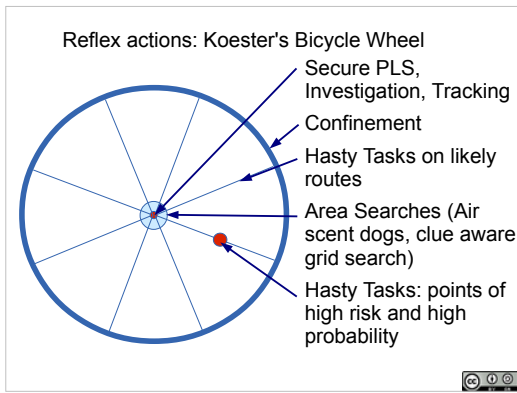 Reflex actions: Koester's Bicycle Wheel
Secure PLS,
Investigation, Tracking
Confinement
Hasty Tasks on likely
routes
Area Searches (Air
scent dogs, clue aware
grid search)
Hasty Tasks: points of
high risk and high
probability
cc